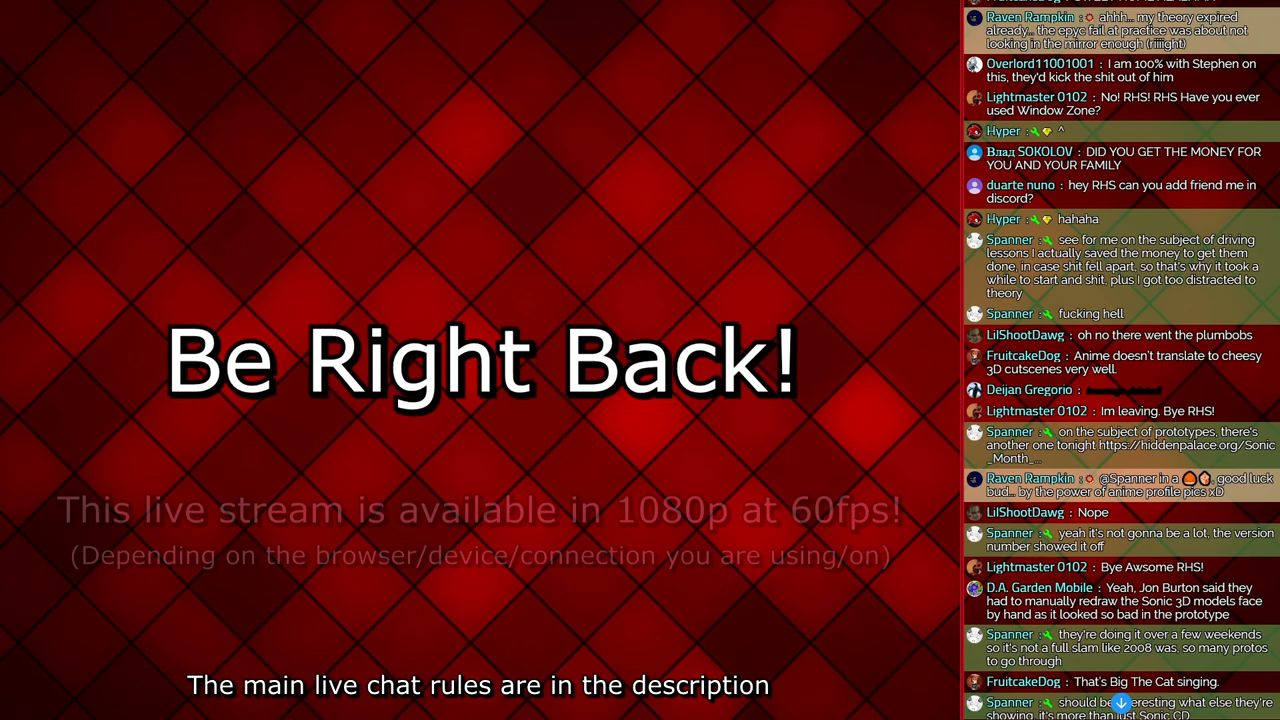 Be Right Back!
This live stream is available in 1080p at 60fps!
(Depending on the browser/device/connection you are using/on)
The main live chat rules are in the description
Raven Rampkin : ahhh... my theory expired
already... the epyc fail at practice was about not
looking in the mirror enough (riiiight)
Overlord11001001 : I am 100% with Stephen on
this, they'd kick the shit out of him
Lightmaster 0102 : No! RHS! RHS Have you ever
used Window Zone?
Hyper : ^
Влад SOKOLOV : DID YOU GET THE MONEY FOR
YOU AND YOUR FAMILY
duarte nuno : hey RHS can you add friend me in
discord?
Hyper : hahaha
Spanner : see for me on the subject of driving
lessons I actually saved the money to get them
done, in case shit fell apart, so that's why it took a
while to start and shit, plus I got too distracted to
theory
Spanner : fucking hell
LilShootDawg : oh no there went the plumbobs
FruitcakeDog : Anime doesn't translate to cheesy
3D cutscenes very well.
Deijan Gregorio :
Lightmaster 0102 : Im leaving. Bye RHS!
Spanner : on the subject of prototypes, there's
another one tonight https://hiddenpalace.org/Sonic
_Month_...
Raven Rampkin : @Spanner in a good luck
bud... by the power of anime profile pics xD
LilShootDawg : Nope
Spanner : yeah it's not gonna be a lot, the version
number showed it off
Lightmaster 0102 : Bye Awsome RHS!
D.A. Garden Mobile : Yeah, Jon Burton said they
had to manually redraw the Sonic 3D models face
by hand as it looked so bad in the prototype
Spanner : they're doing it over a few weekends
so it's not a full slam like 2008 was, so many protos
to go through
FruitcakeDog : That's Big The Cat singing.
Spanner : should be what else they're
showing, it's more than just Sonic CD